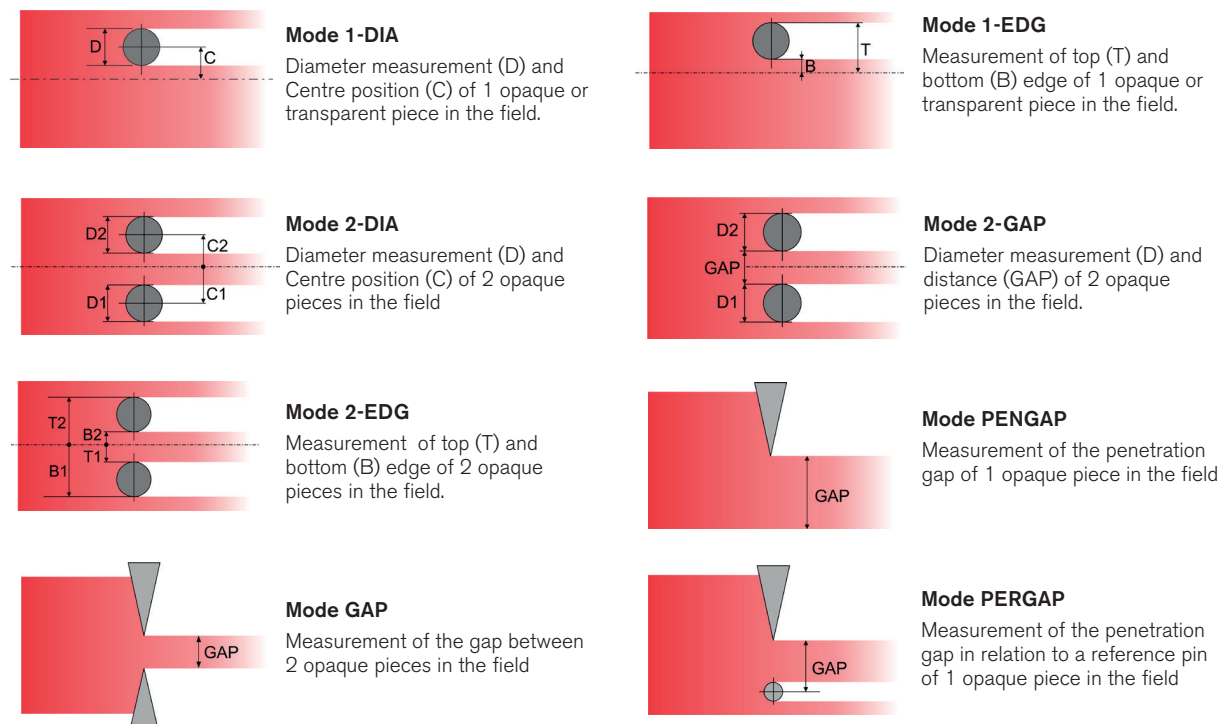 D
C
Mode 1-DIA
Diameter measurement (D) and
Centre position (C) of 1 opaque or
transparent piece in the field.
T
B
Mode 1-EDG
Measurement of top (T) and
bottom (B) edge of 1 opaque or
transparent piece in the field.
D2
C2
D1
C1
Mode 2-DIA
Diameter measurement (D) and
Centre position (C) of 2 opaque
pieces in the field
D2
GAP
D1
Mode 2-GAP
Diameter measurement (D) and
distance (GAP) of 2 opaque
pieces in the field.
T2
B2
T1
B1
Mode 2-EDG
Measurement of top (T) and
bottom (B) edge of 2 opaque
pieces in the field.
GAP
Mode PENGAP
Measurement of the penetration
gap of 1 opaque piece in the field
GAP
Mode GAP
Measurement of the gap between
2 opaque pieces in the field
GAP
Mode PERGAP
Measurement of the penetration
gap in relation to a reference pin
of 1 opaque piece in the field